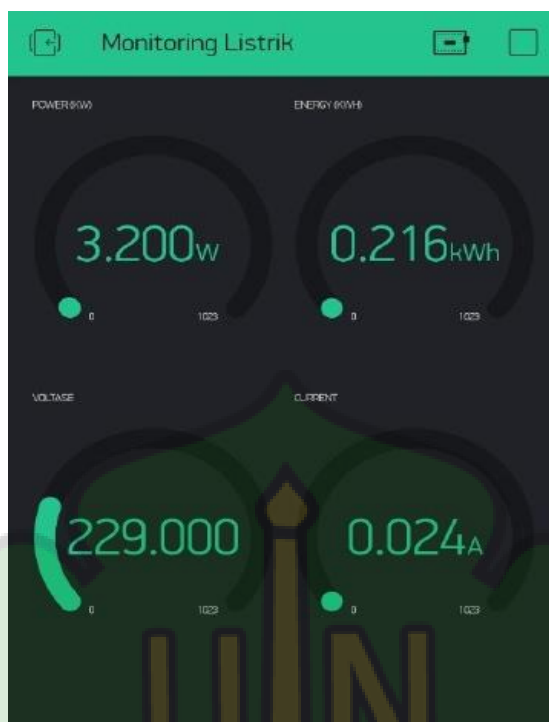 Monitoring Listrik
POWER (KW)
ENERGY (KWH)
3.200W
0.216kWh
0
1023
0
1023
VOLTASE
CURRENT
229.000
0.024A
0
1023
0
1023
UIN